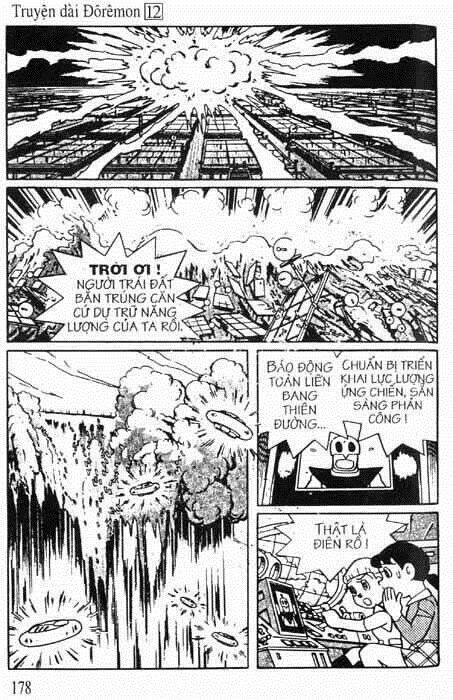 Truyện dài Đôrêmon 12
TRỜI ƠI !
NGƯỜI TRÁI ĐẤT
BẮN TRÚNG CĂN
CỨ DỰ TRỮ NĂNG
LƯỢNG CỦA TA RỒI.
BÁO ĐỘNG
TOÀN LIÊN
BANG
THIÊN
ĐƯỜNG...
CHUẨN BỊ TRIỂN
KHAI LỰC LƯỢNG
ỨNG CHIẾN, SẴN
SÀNG PHẢN
CÔNG !
THẬT LÀ
ĐIÊN RỒ !
178